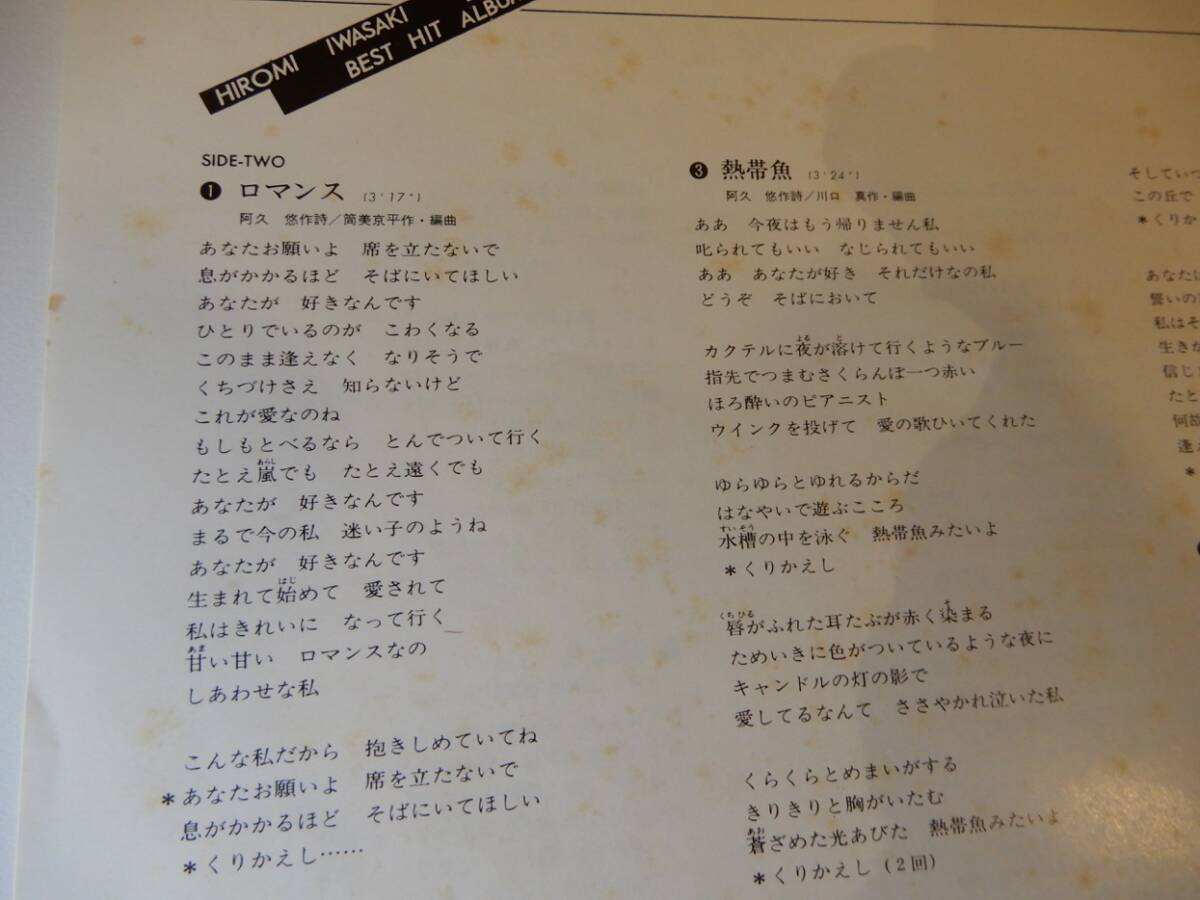 HIROMI IWASAKI
BEST HIT ALBUM
SIDE-TWO
❶ ロマンス (3'17")
阿久 悠作詩/筒美京平作・編曲
あなたお願いよ 席を立たないで
息がかかるほど そばにいてほしい
あなたが 好きなんです
ひとりでいるのが こわくなる
このまま逢えなく なりそうで
くちづけさえ 知らないけど
これが愛なのね
もしもとべるなら とんでついて行く
たとえ嵐でも たとえ遠くでも
あなたが 好きなんです
まるで今の私 迷い子のようね
あなたが 好きなんです
生まれて始めて 愛されて
私はきれいに なって行く
甘い甘い ロマンスなの
しあわせな私
こんな私だから 抱きしめていてね
*あなたお願いよ 席を立たないで
息がかかるほど そばにいてほしい
*くりかえし……
❸ 熱帯魚 (3'24")
阿久 悠作詩/川口 真作・編曲
ああ 今夜はもう帰りません私
叱られてもいい なじられてもいい
ああ あなたが好き それだけなの私
どうぞ そばにおいて
カクテルに夜が溶けて行くようなブルー
指先でつまむさくらんぼ一つ赤い
ほろ酔いのピアニスト
ウインクを投げて 愛の歌ひいてくれた
ゆらゆらとゆれるからだ
はなやいで遊ぶこころ
水槽の中を泳ぐ 熱帯魚みたいよ
*くりかえし
唇がふれた耳たぶが赤く染まる
ためいきに色がついているような夜に
キャンドルの灯の影で
愛してるなんて ささやかれ泣いた私
くらくらとめまいがする
きりきりと胸がいたむ
蒼ざめた光あびた 熱帯魚みたいよ
*くりかえし(2回)
そしていつ
この丘で
*くりか
あなたに
誓いの
私はそ
生きか
信じ
たと
何故
逢
*